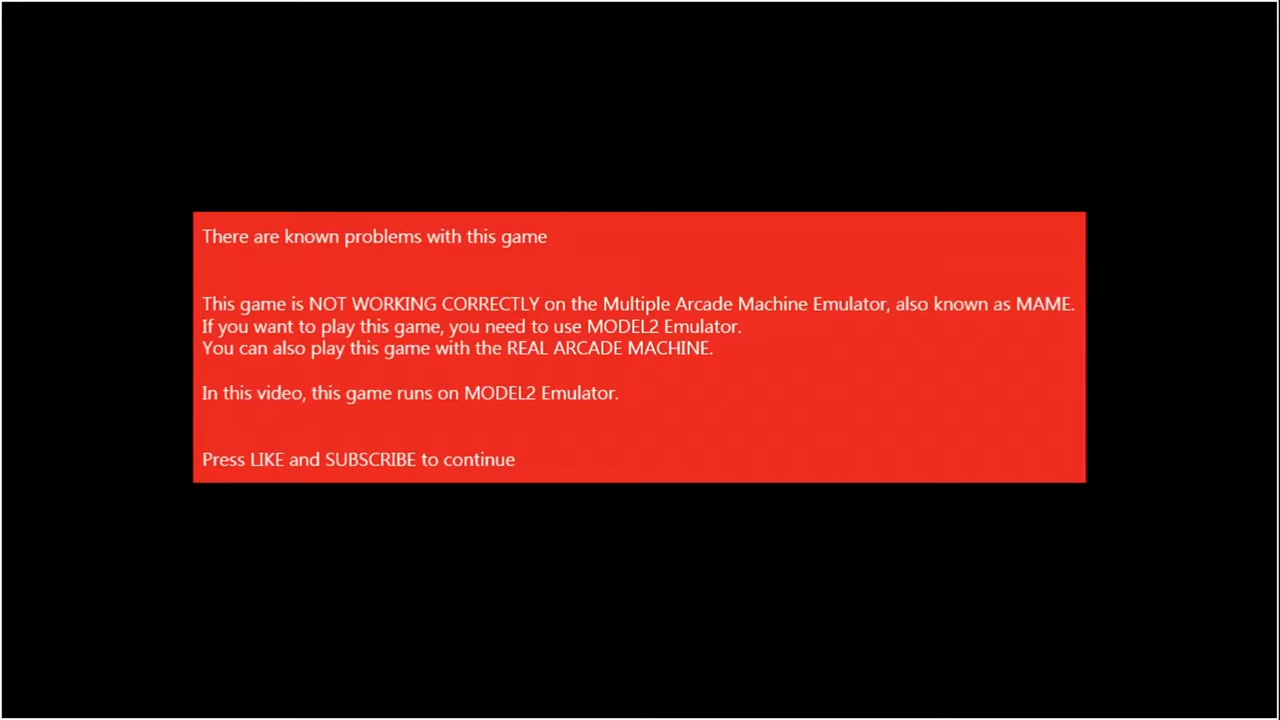 There are known problems with this game
This game is NOT WORKING CORRECTLY on the Multiple Arcade Machine Emulator, also known as MAME.
If you want to play this game, you need to use MODEL2 Emulator.
You can also play this game with the REAL ARCADE MACHINE.
In this video, this game runs on MODEL2 Emulator.
Press LIKE and SUBSCRIBE to continue